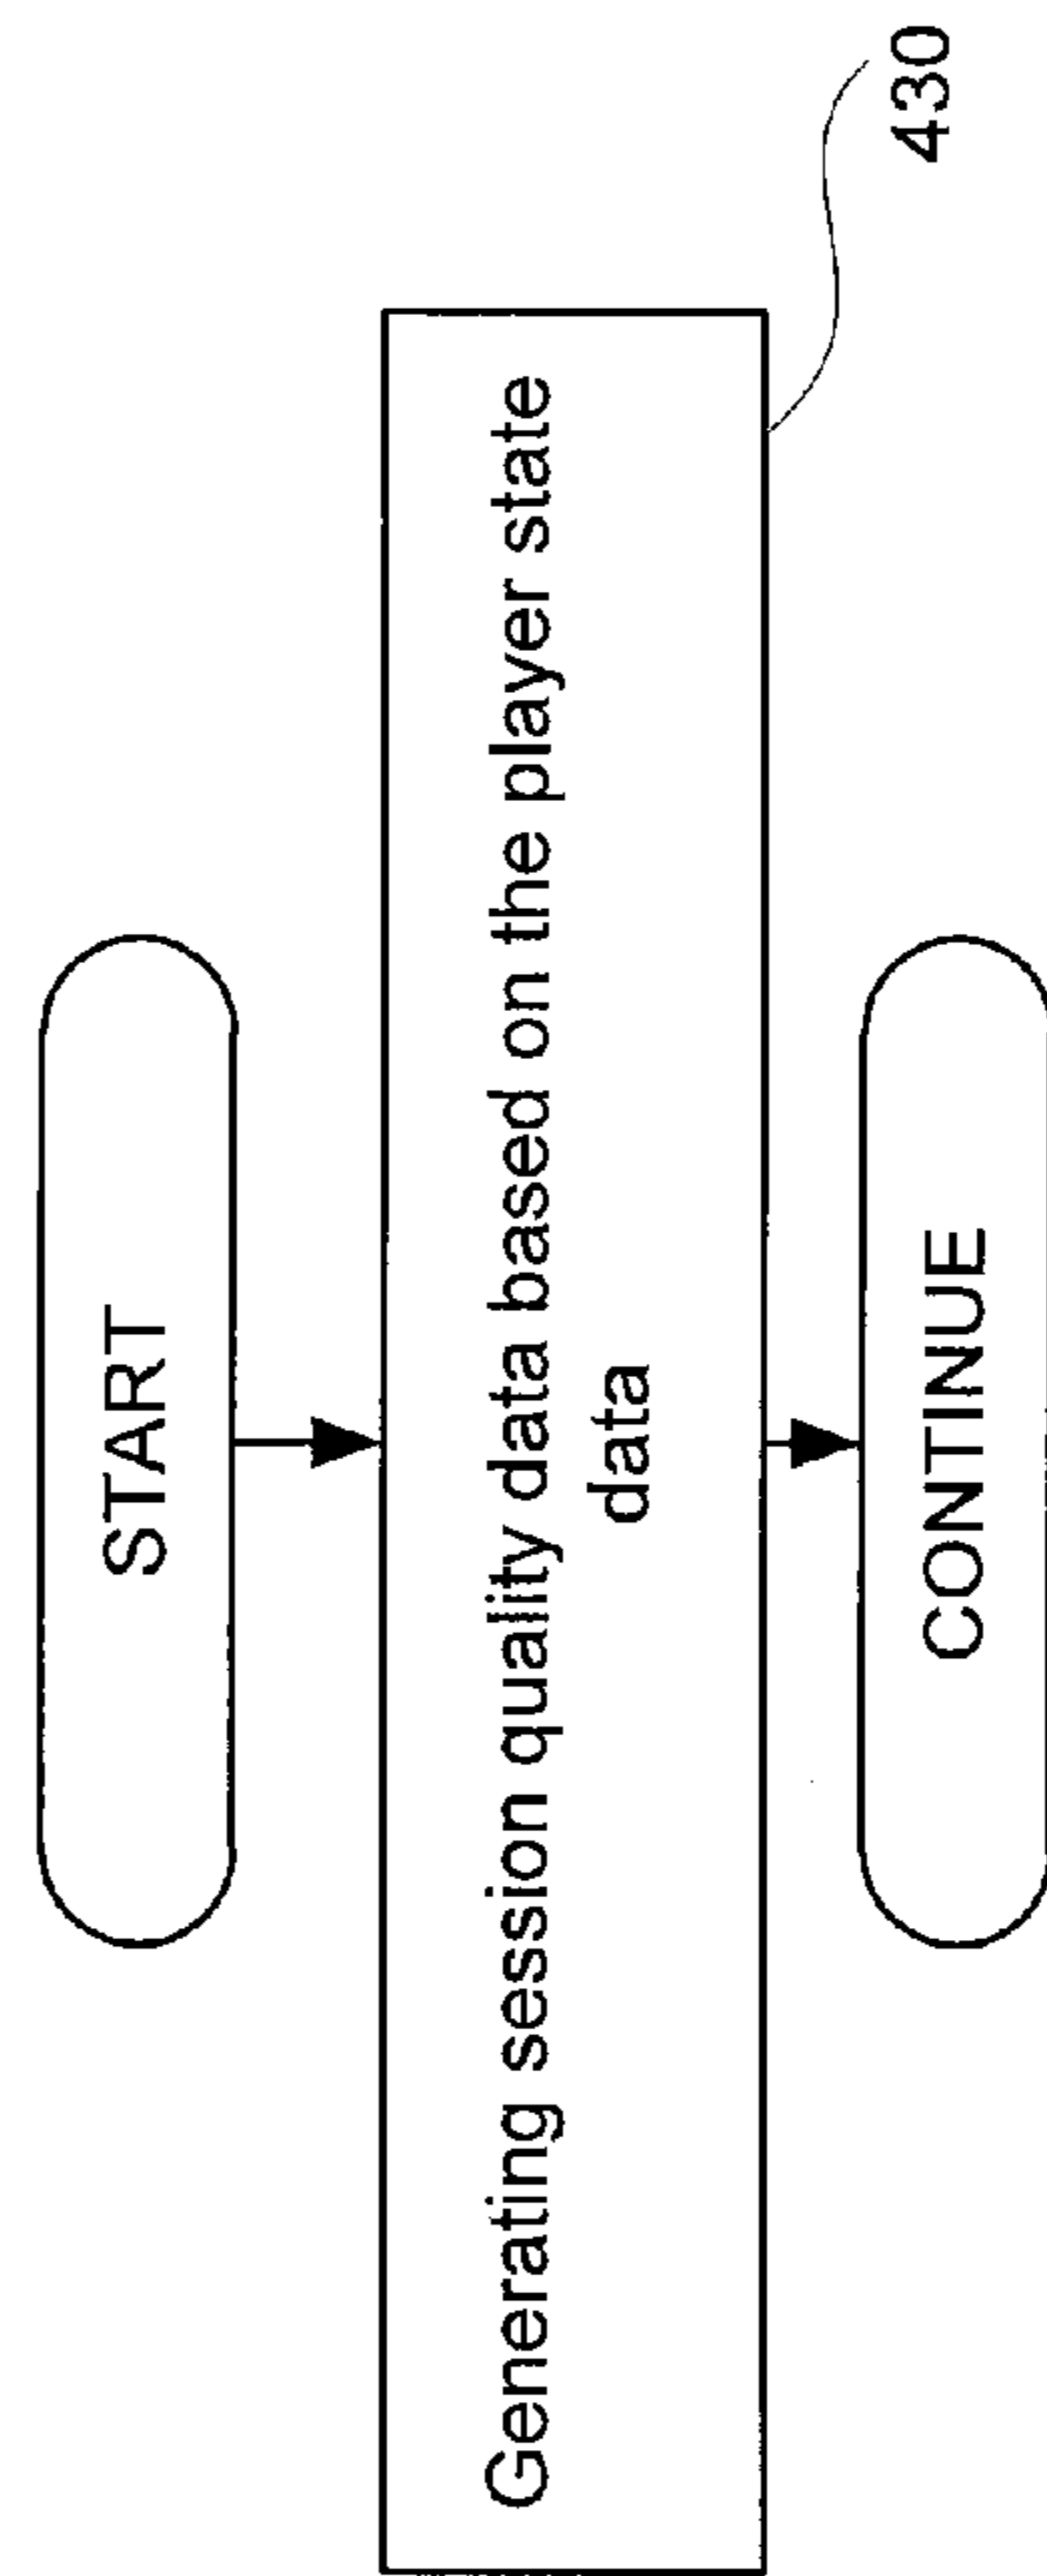 START
Generating session quality data based on the player state
data
430
CONTINUE